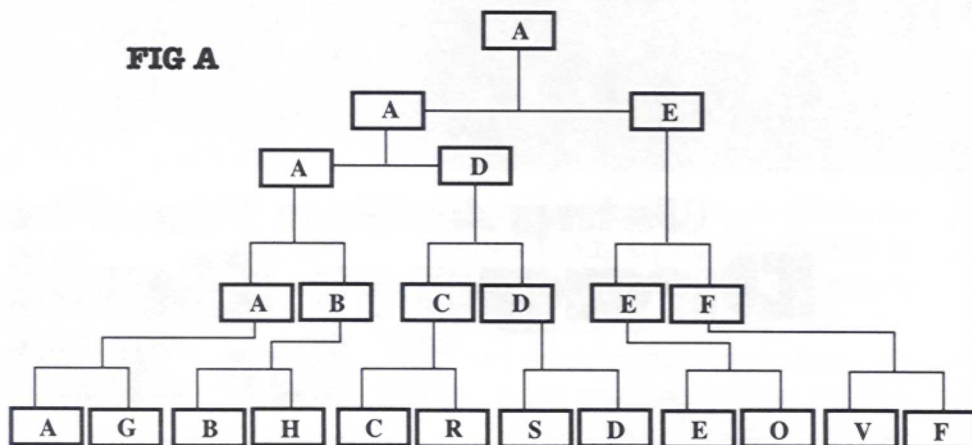 A
FIG A
A E
A D
A B C D E F
A G B H C R S D E O V F